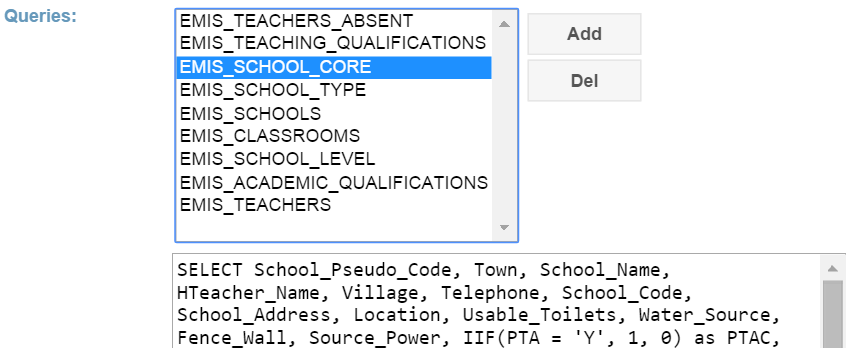 Queries:
EMIS_TEACHERS_ABSENT
EMIS_TEACHING_QUALIFICATIONS
EMIS_SCHOOL_CORE
EMIS_SCHOOL_TYPE
EMIS_SCHOOLS
EMIS_CLASSROOMS
EMIS_SCHOOL_LEVEL
EMIS_ACADEMIC_QUALIFICATIONS
EMIS_TEACHERS
Add
Del
SELECT School_Pseudo_Code, Town, School_Name,
HTeacher_Name, Village, Telephone, School_Code,
School_Address, Location, Usable_Toilets, Water_Source,
Fence_Wall, Source_Power, IIF(PTA = 'Y', 1, 0) as PTAC,